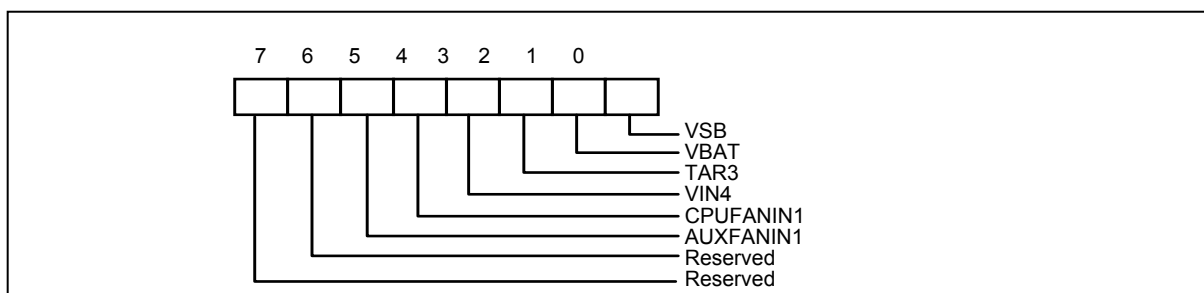 7 6 5 4 3 2 1 0
VSB
VBAT
TAR3
VIN4
CPUFANIN1
AUXFANIN1
Reserved
Reserved